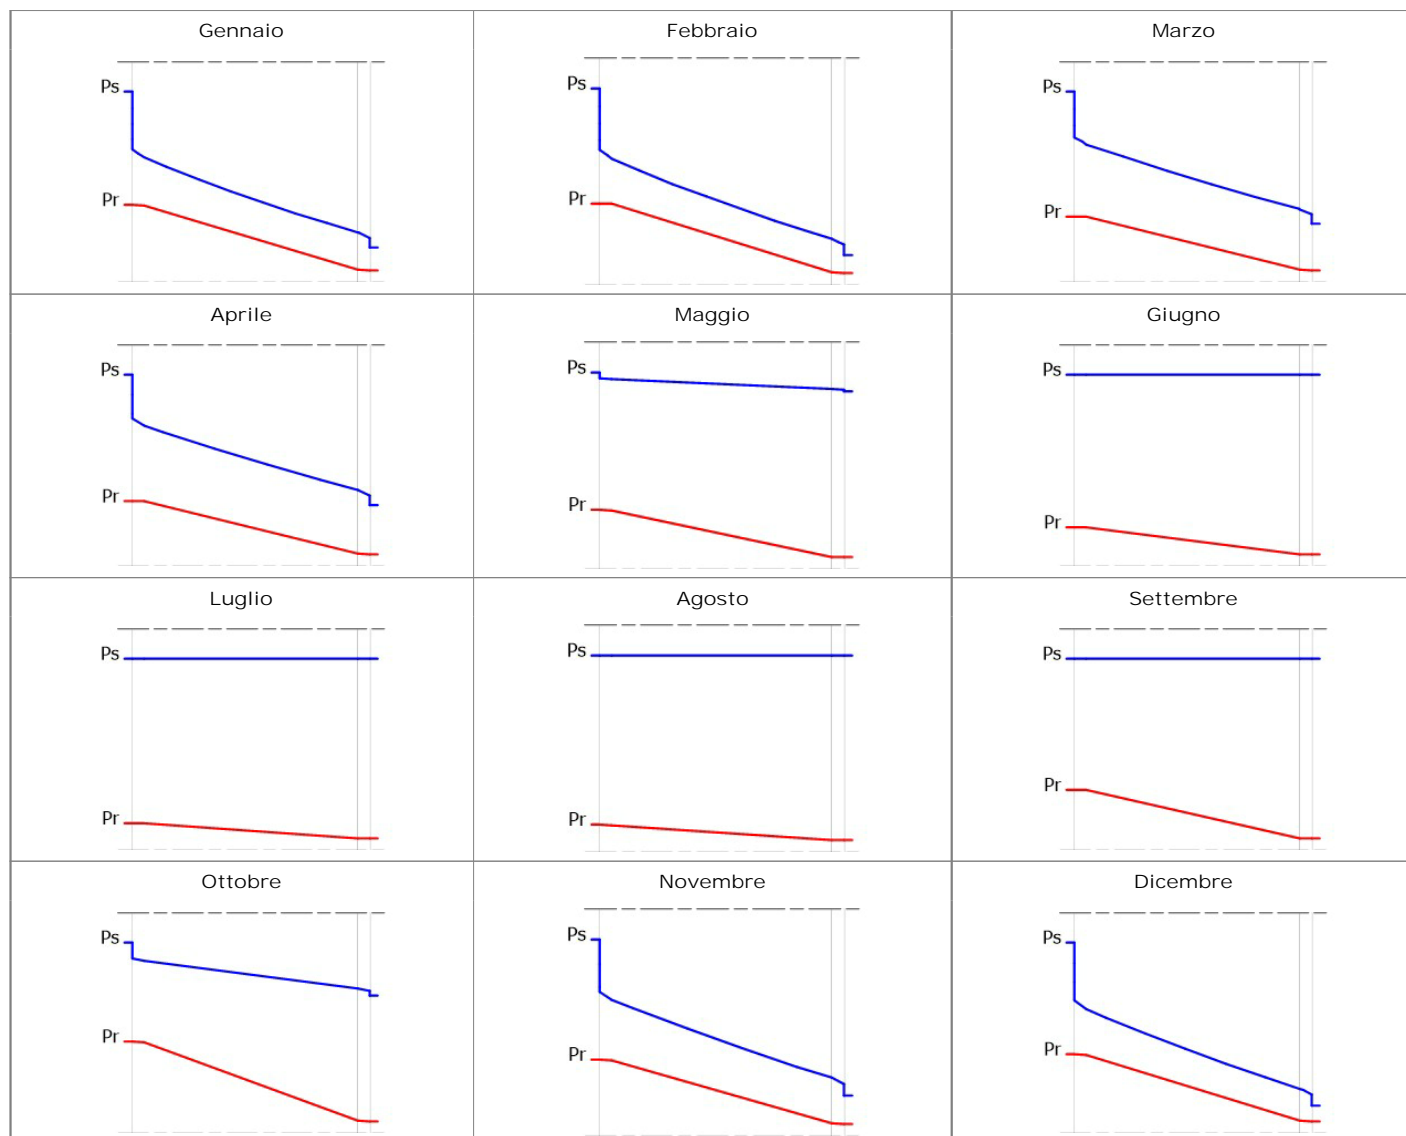 Gennaio
Febbraio
Marzo
Ps
Ps
Ps
Pr
Pr
Pr
Aprile
Maggio
Giugno
Ps
Ps
Ps
Pr
Pr
Pr
Luglio
Agosto
Settembre
Ps
Ps
Ps
Pr
Pr
Pr
Ottobre
Novembre
Dicembre
Ps
Ps
Ps
Pr
Pr
Pr